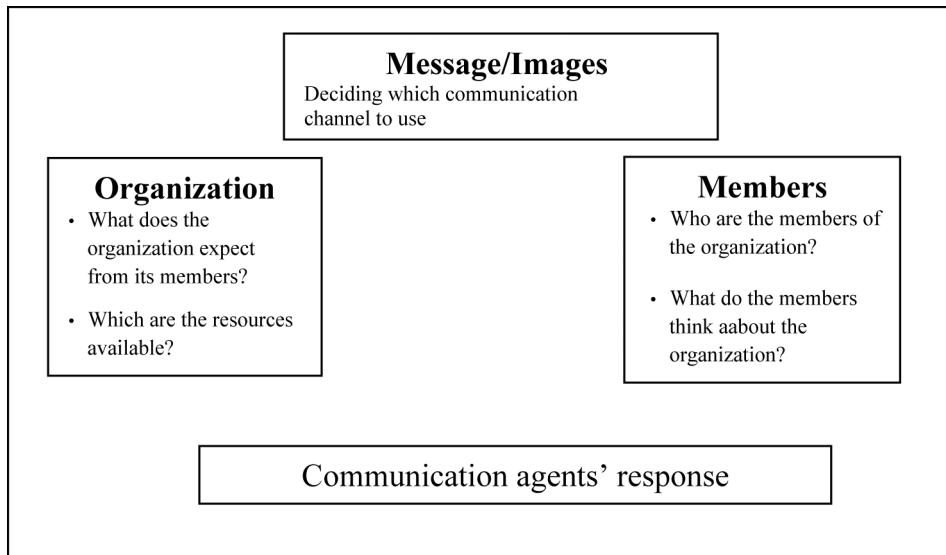 Message/Images
Deciding which communication
channel to use
Organization
• What does the
organization expect
from its members?
• Which are the resources
available?
Members
• Who are the members of
the organization?
• What do the members
think aabout the
organization?
Communication agents’ response